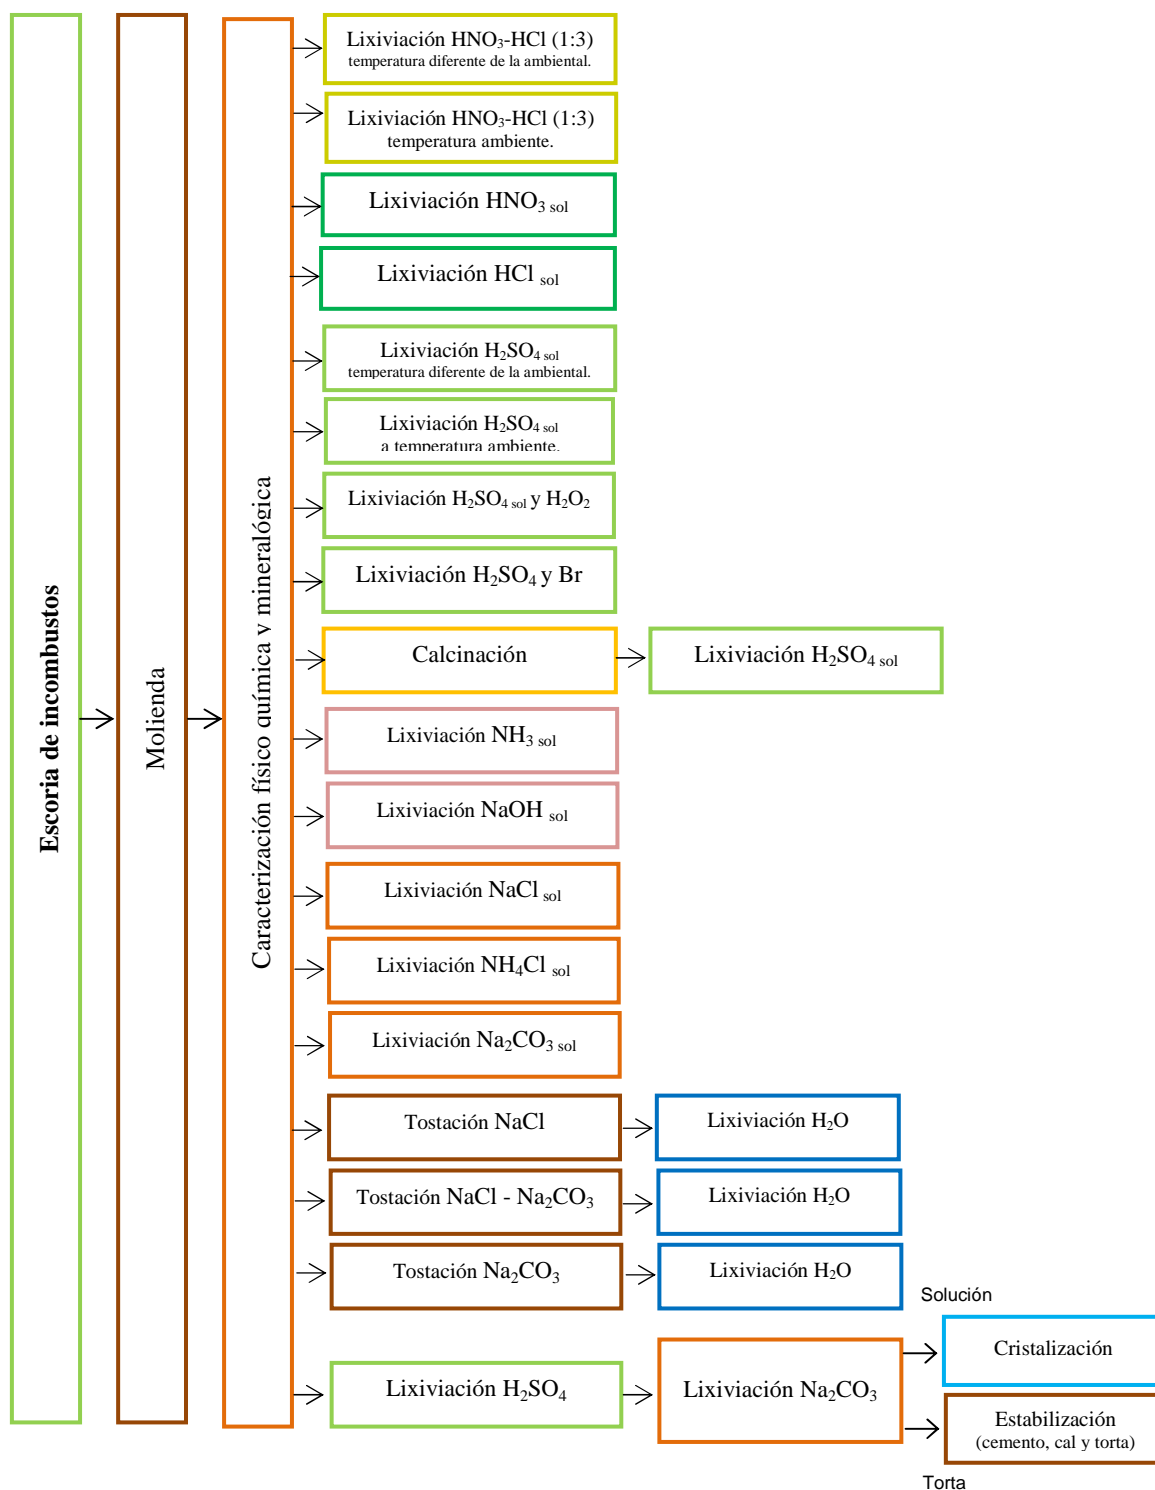 Escoria de incombustos
Molienda
Caracterización físico química y mineralógica
Lixiviación HNO₃-HCl (1:3)
temperatura diferente de la ambiental.
Lixiviación HNO₃-HCl (1:3)
temperatura ambiente.
Lixiviación HNO₃ sol
Lixiviación HCl sol
Lixiviación H₂SO₄ sol
temperatura diferente de la ambiental.
Lixiviación H₂SO₄ sol
a temperatura ambiente.
Lixiviación H₂SO₄ sol y H₂O₂
Lixiviación H₂SO₄ y Br
Calcinación
Lixiviación H₂SO₄ sol
Lixiviación NH₃ sol
Lixiviación NaOH sol
Lixiviación NaCl sol
Lixiviación NH₄Cl sol
Lixiviación Na₂CO₃ sol
Tostación NaCl
Lixiviación H₂O
Tostación NaCl - Na₂CO₃
Lixiviación H₂O
Tostación Na₂CO₃
Lixiviación H₂O
Lixiviación H₂SO₄
Lixiviación Na₂CO₃
Solución
Cristalización
Estabilización
(cemento, cal y torta)
Torta